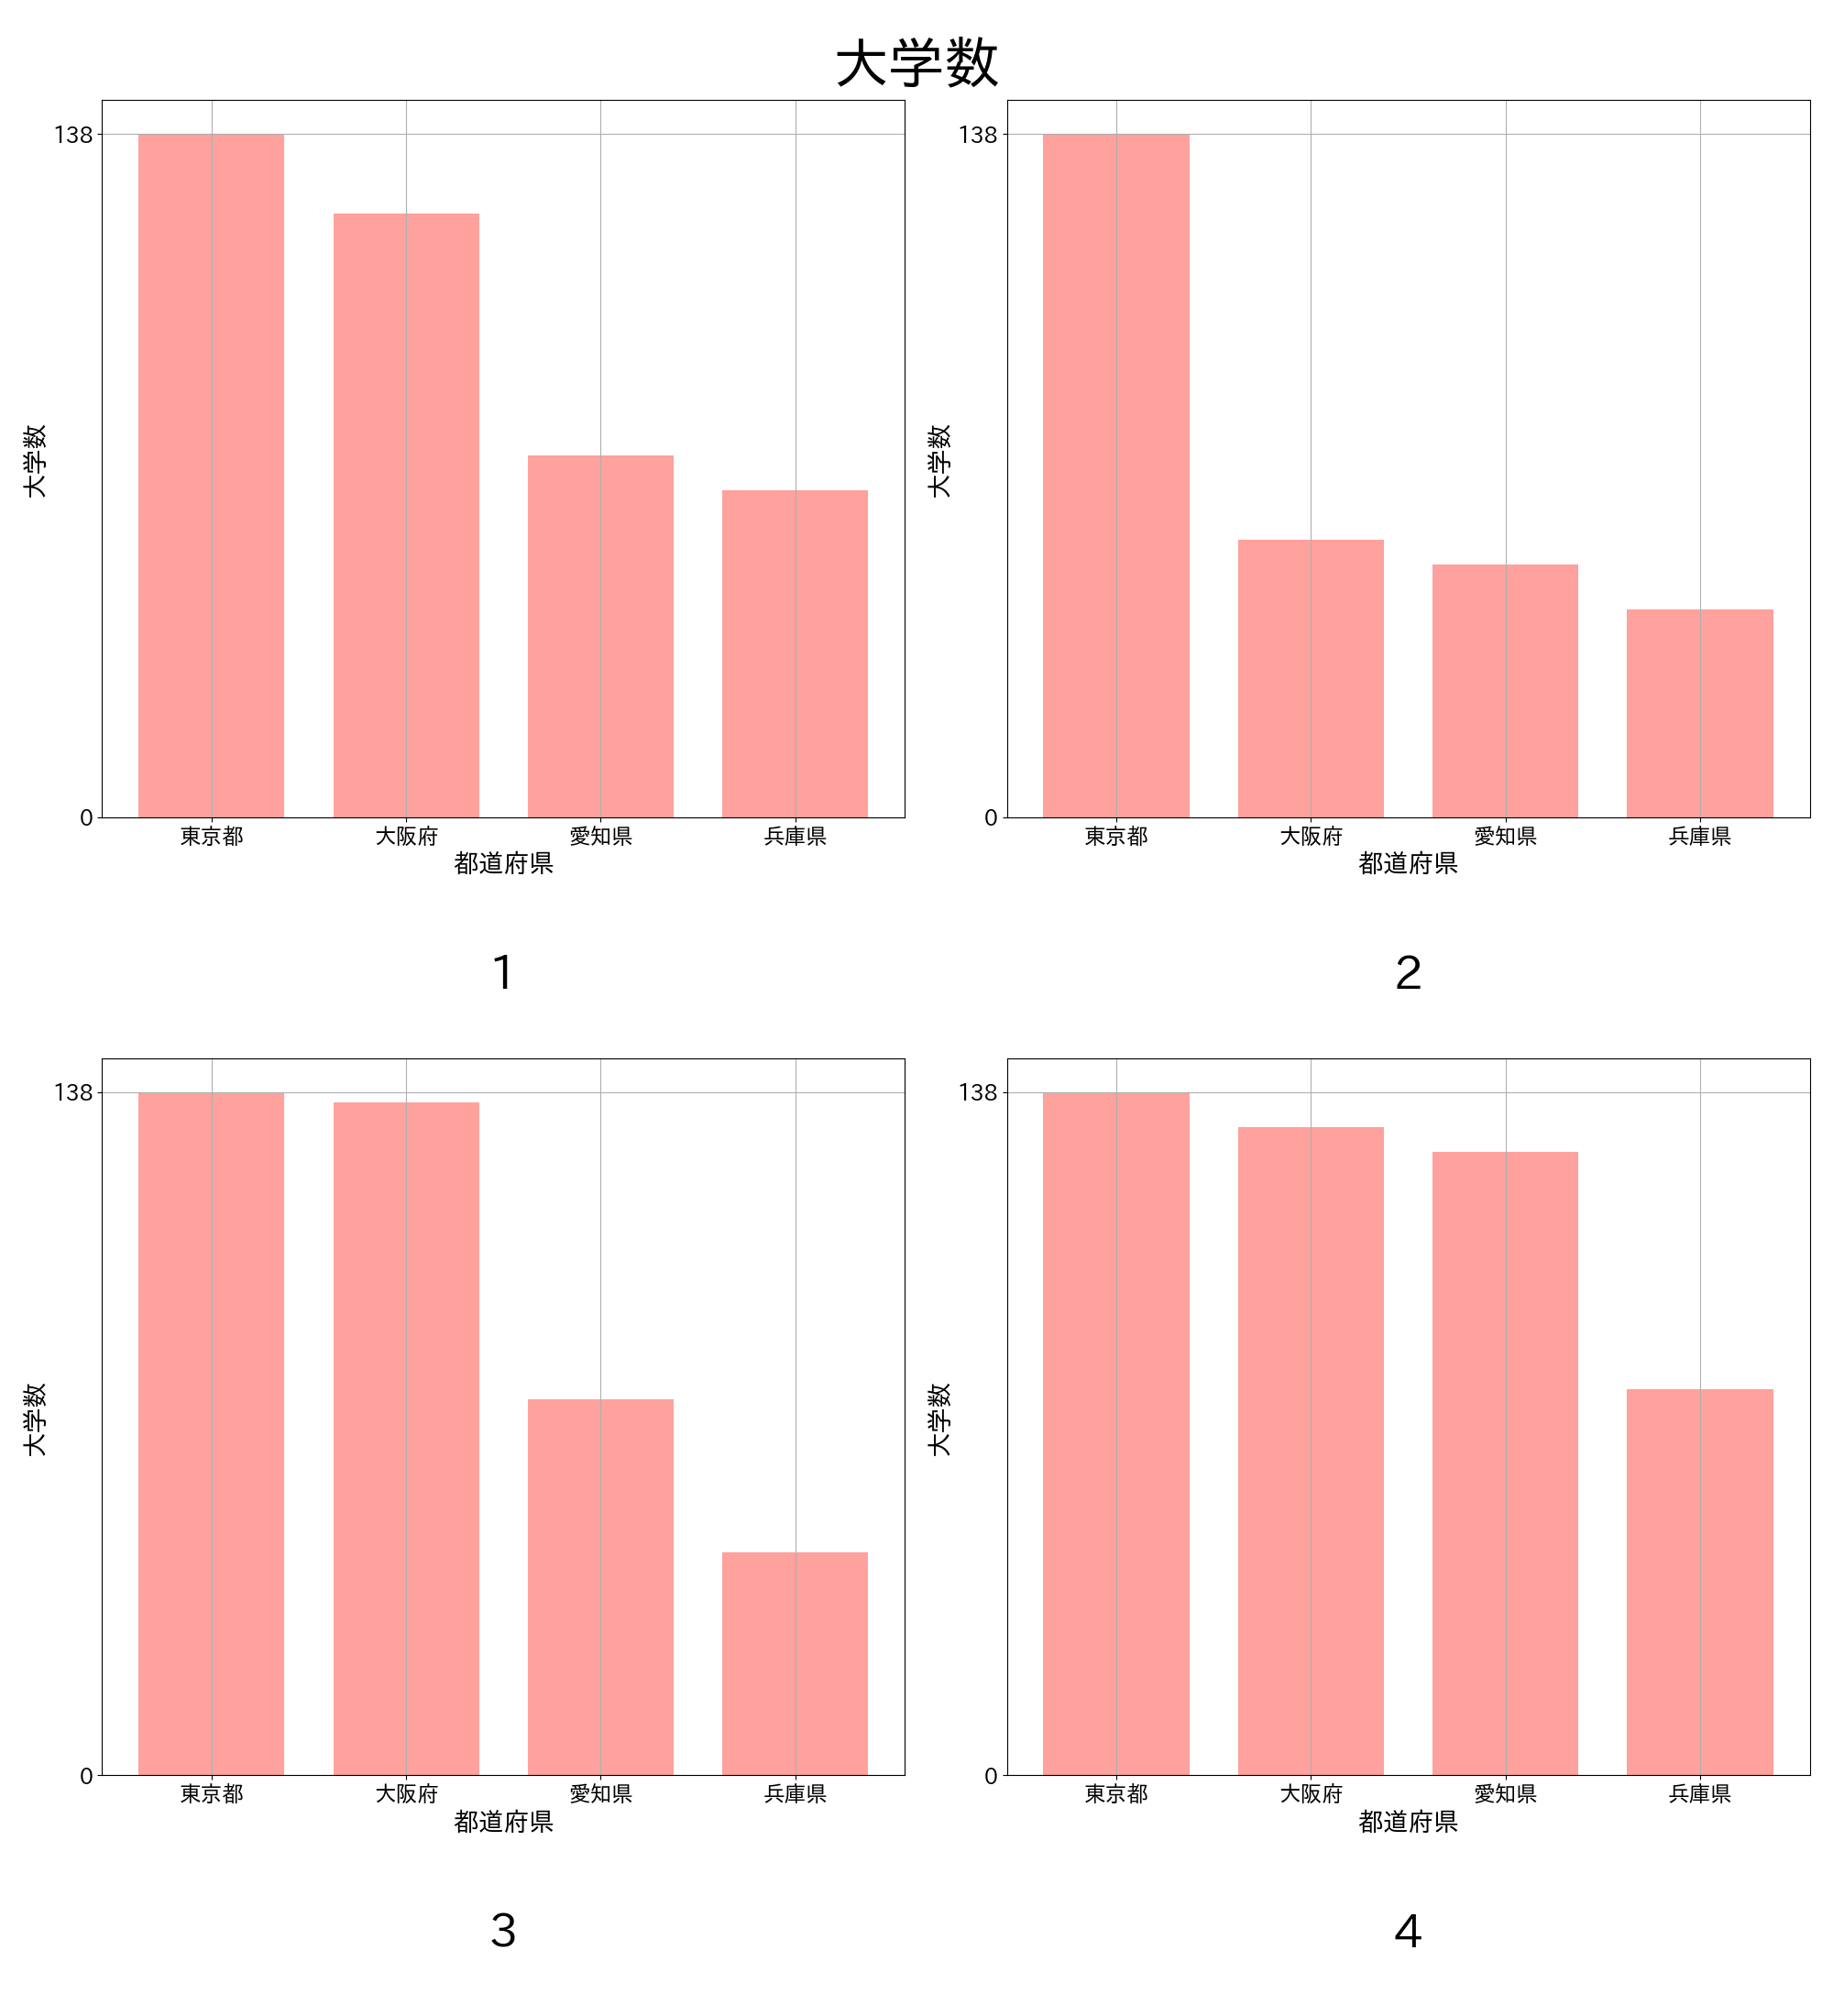 大学数
138
0
大学数
東京都 大阪府 愛知県 兵庫県
都道府県
1
138
0
大学数
東京都 大阪府 愛知県 兵庫県
都道府県
2
138
0
大学数
東京都 大阪府 愛知県 兵庫県
都道府県
3
138
0
大学数
東京都 大阪府 愛知県 兵庫県
都道府県
4